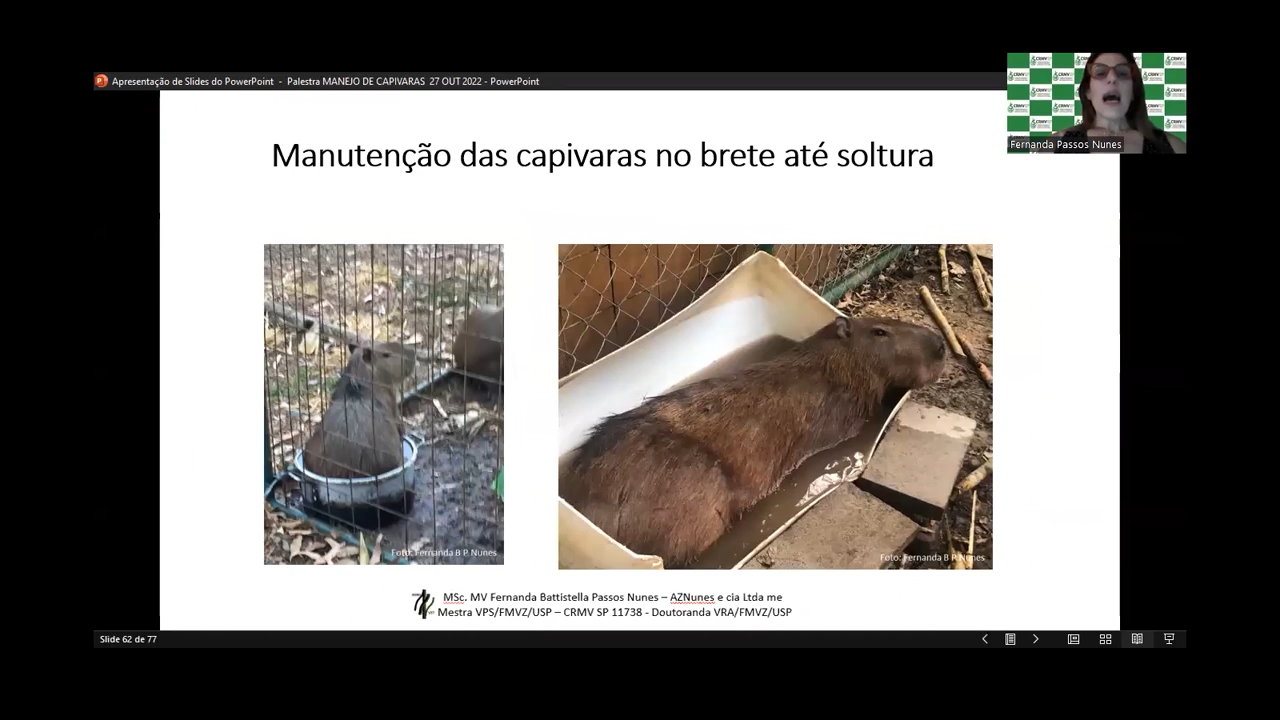 Apresentação de Slides do PowerPoint - Palestra MANEJO DE CAPIVARAS 27 OUT 2022 - PowerPoint
Fernanda Passos Nunes
Manutenção das capivaras no brete até soltura
Foto: Fernanda B P Nunes
Foto: Fernanda B P Nunes
MSc. MV Fernanda Battistella Passos Nunes – AZNunes e cia Ltda me
Mestra VPS/FMVZ/USP – CRMV SP 11738 - Doutoranda VRA/FMVZ/USP
Slide 62 de 77